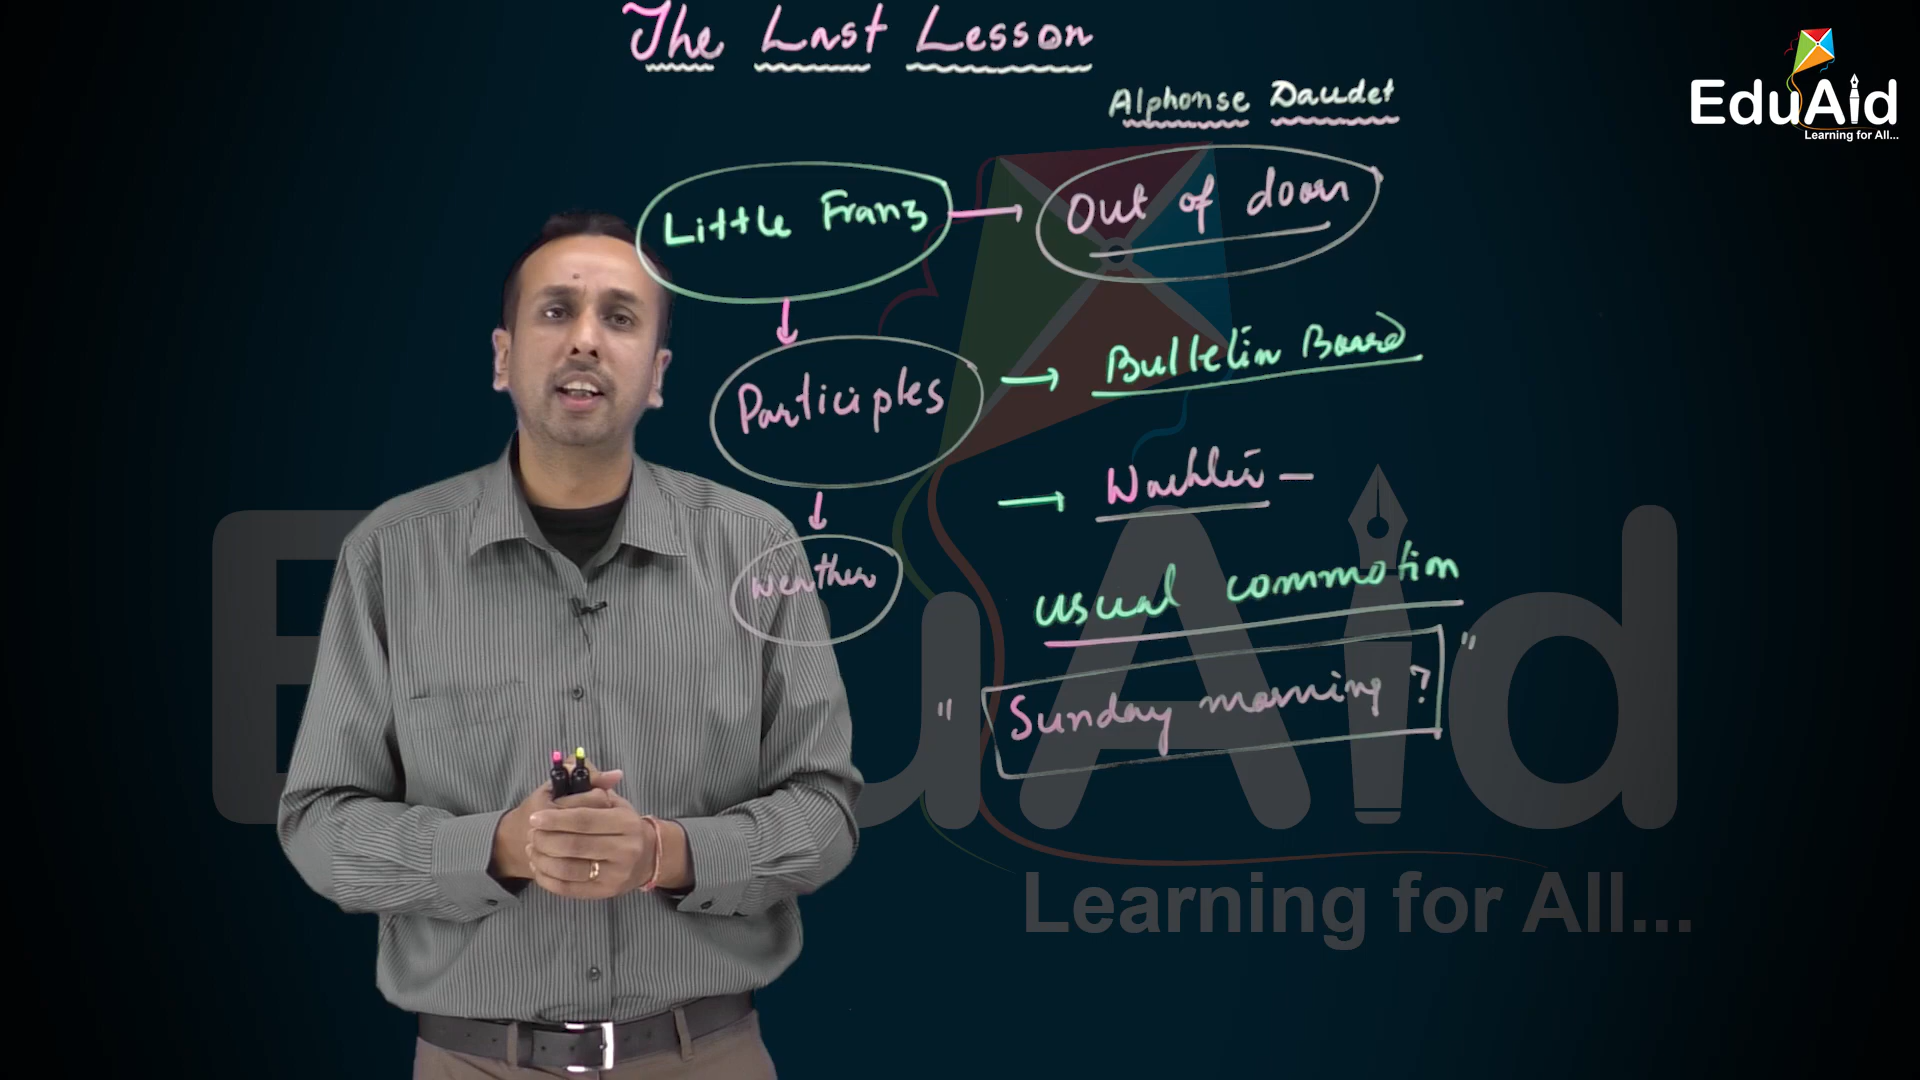 The Last Lesson
Alphonse Daudet
EduAid
Learning for All...
Little Franz
Out of door
Participles
Bulletin Board
Wachter —
Weather
usual commotion
" Sunday morning ? "
EduAid
Learning for All...